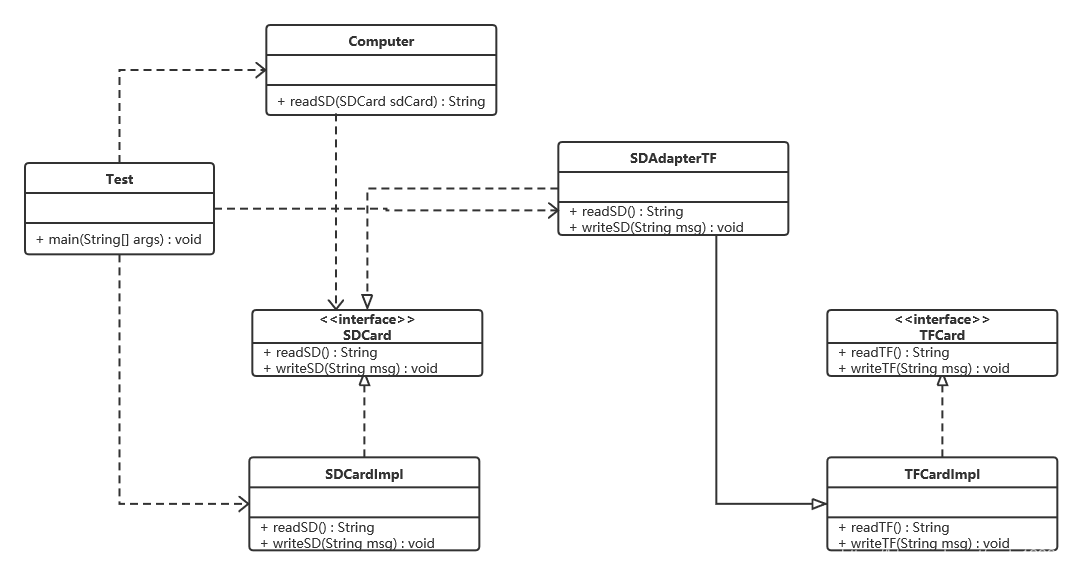 Computer
+ readSD(SDCard sdCard) : String
SDAdapterTF
+ readSD() : String
+ writeSD(String msg) : void
Test
+ main(String[] args) : void
<<interface>>
SDCard
+ readSD() : String
+ writeSD(String msg) : void
<<interface>>
TFCard
+ readTF() : String
+ writeTF(String msg) : void
SDCardImpl
+ readSD() : String
+ writeSD(String msg) : void
TFCardImpl
+ readTF() : String
+ writeTF(String msg) : void